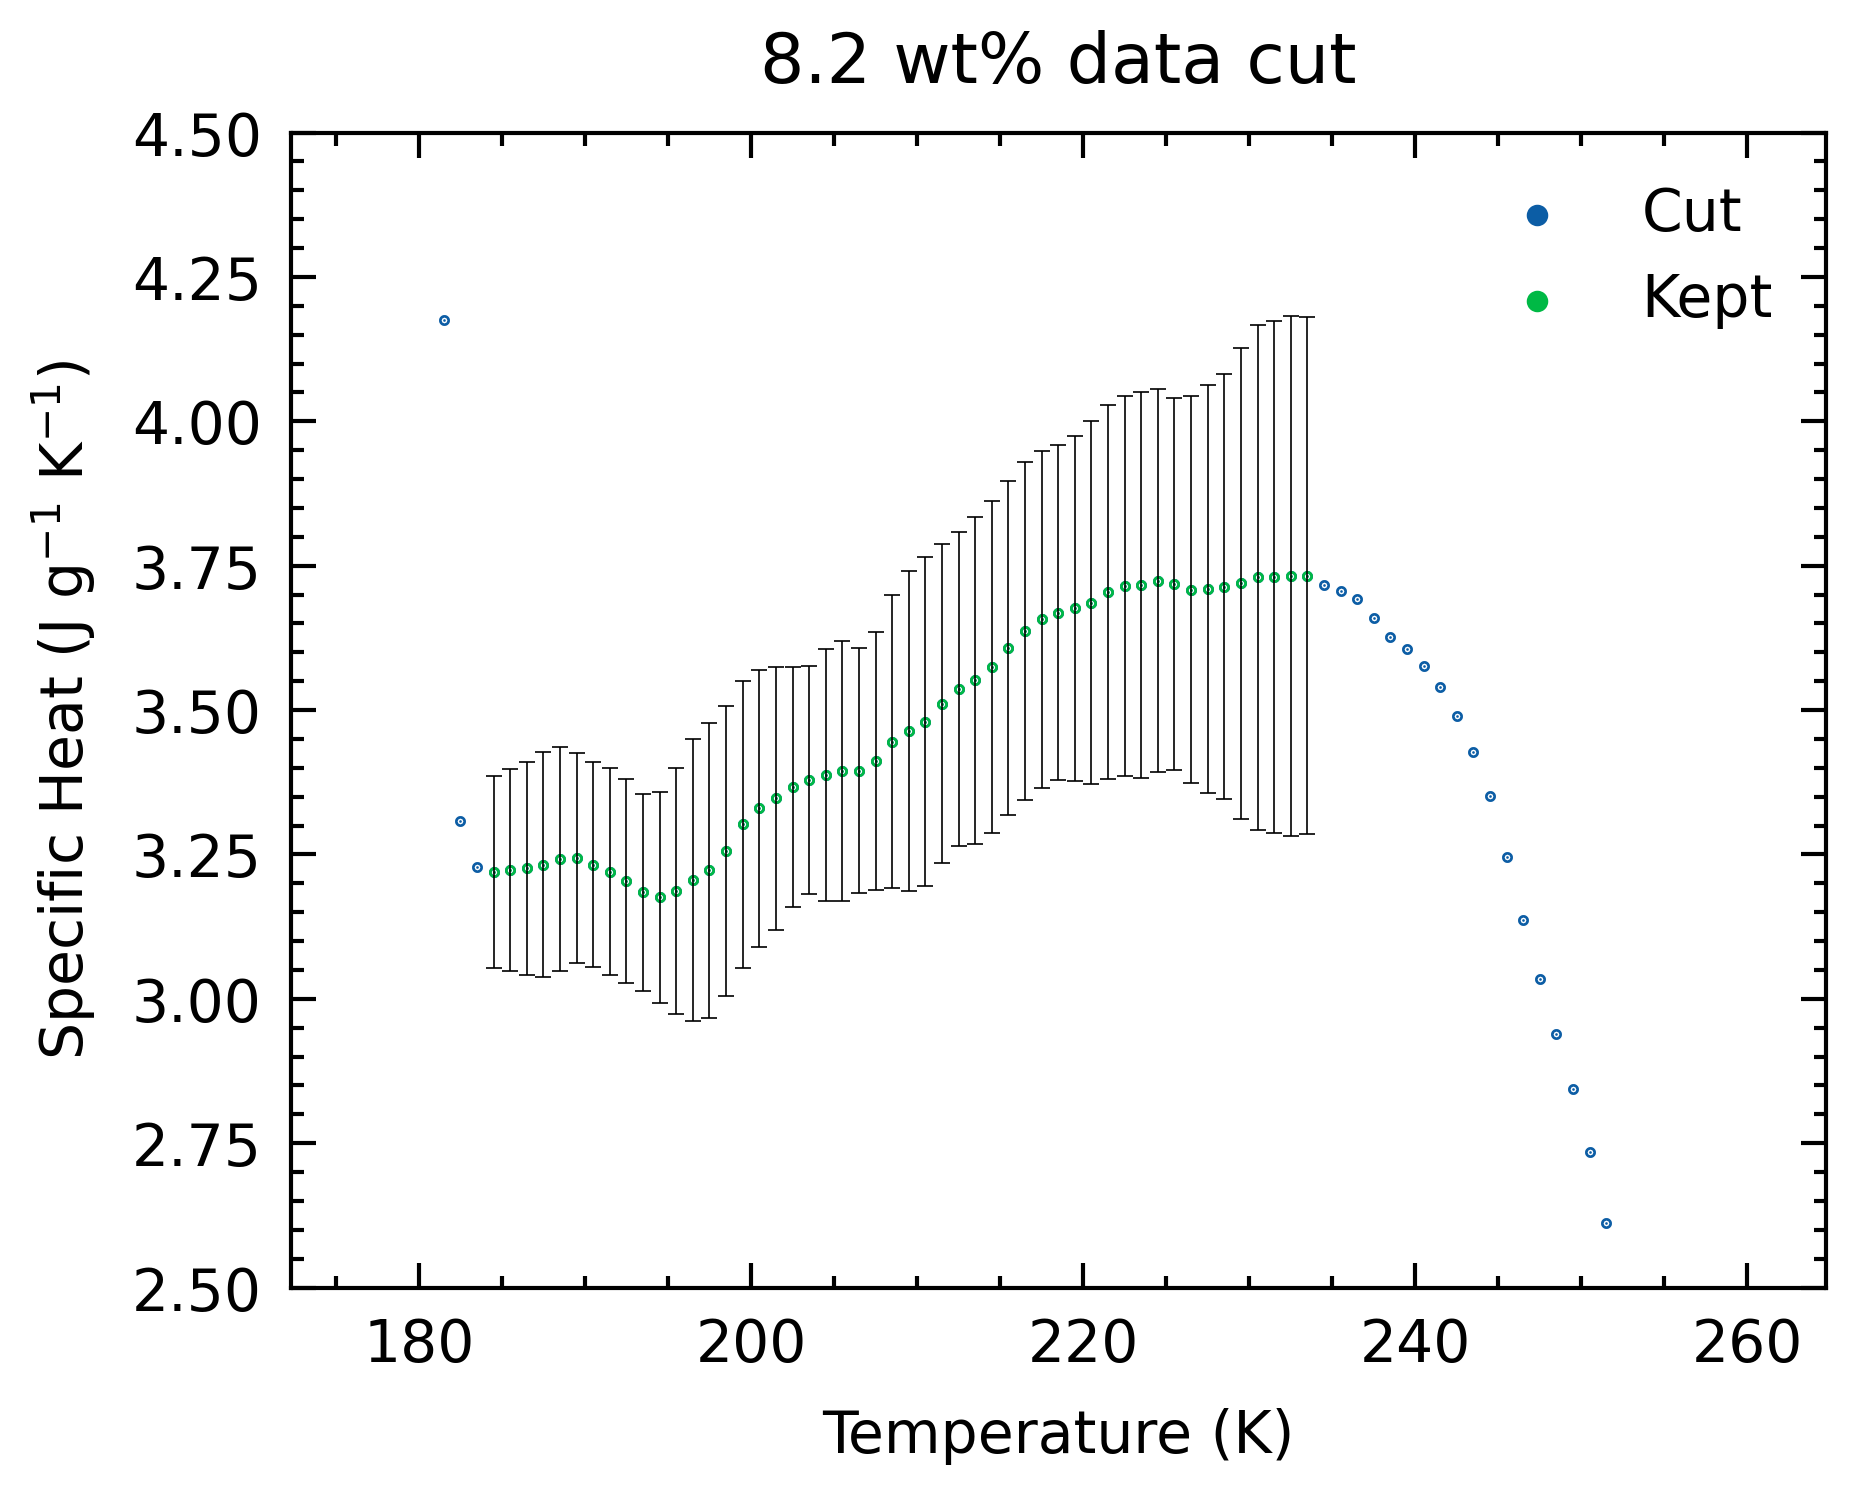 8.2 wt% data cut
Cut
Kept
4.50
4.25
4.00
3.75
3.50
3.25
3.00
2.75
2.50
Specific Heat (J g⁻¹ K⁻¹)
180 200 220 240 260
Temperature (K)